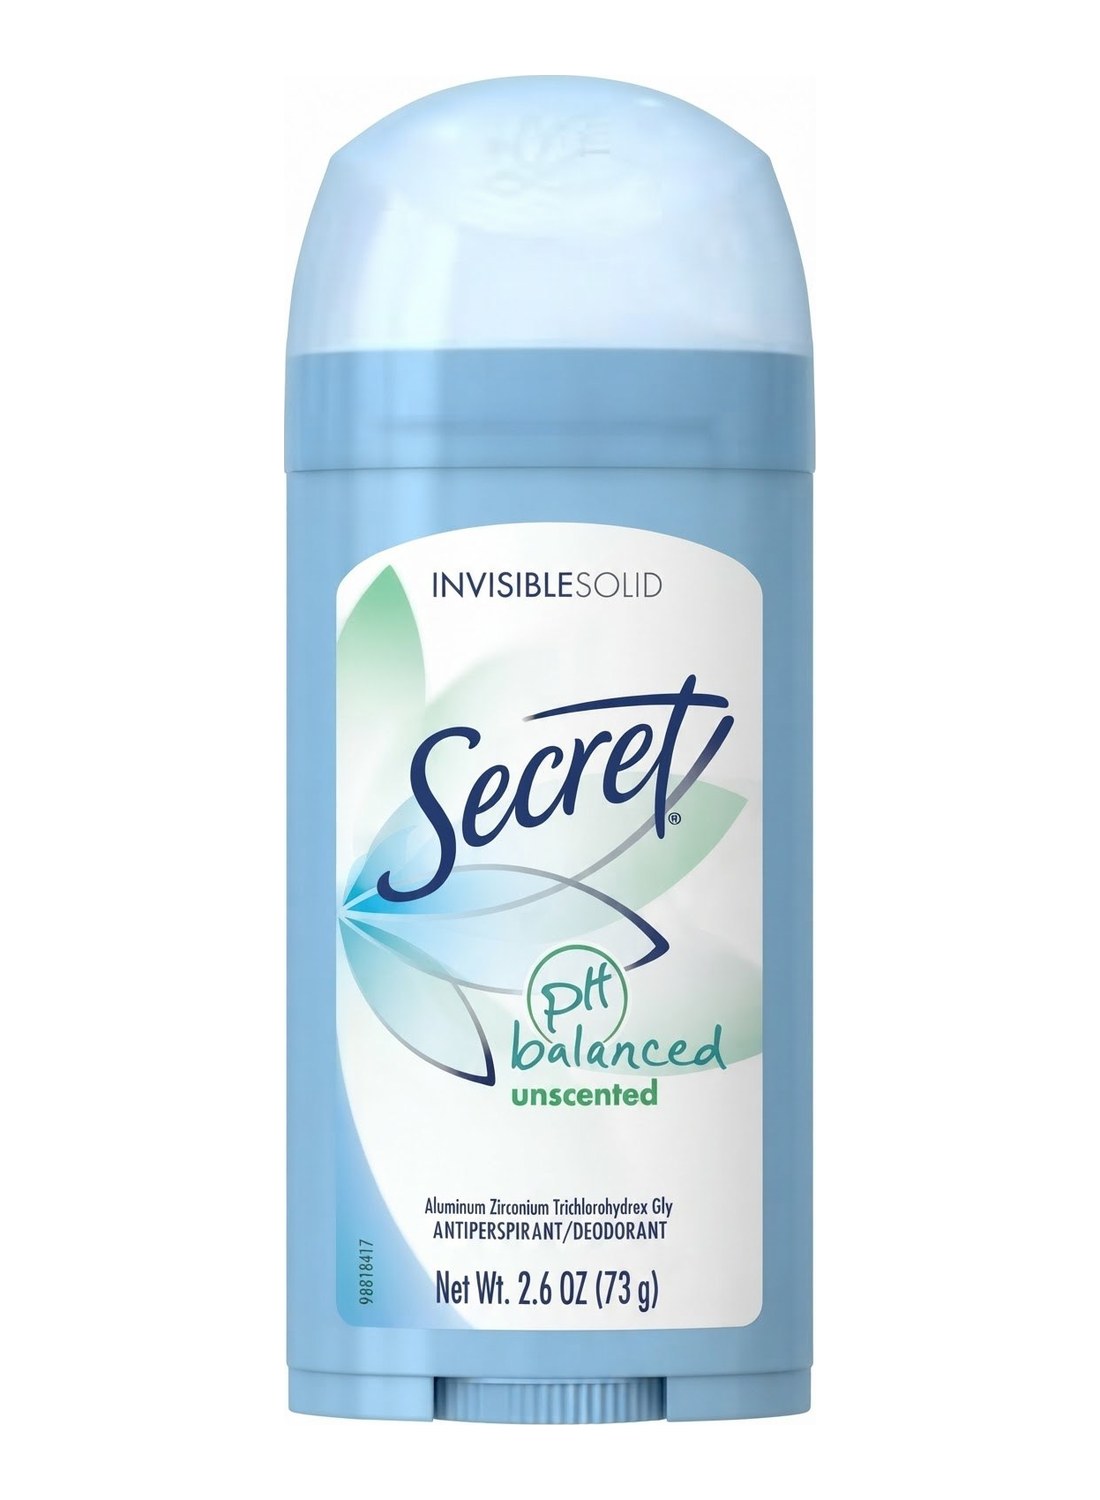 INVISIBLESOLID
Secret®
pH
balanced
unscented
Aluminum Zirconium Trichlorohydrex Gly
ANTIPERSPIRANT/DEODORANT
98818417
Net Wt. 2.6 OZ (73 g)